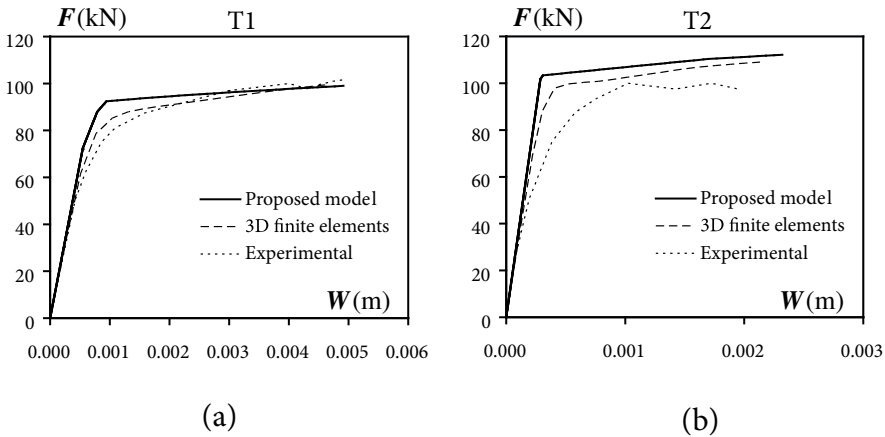 F(kN) T1
120
100
80
60
40
20
0
Proposed model
3D finite elements
Experimental
W(m)
0.000 0.001 0.002 0.003 0.004 0.005 0.006
(a)
F(kN) T2
120
100
80
60
40
20
0
Proposed model
3D finite elements
Experimental
W(m)
0.000 0.001 0.002 0.003
(b)